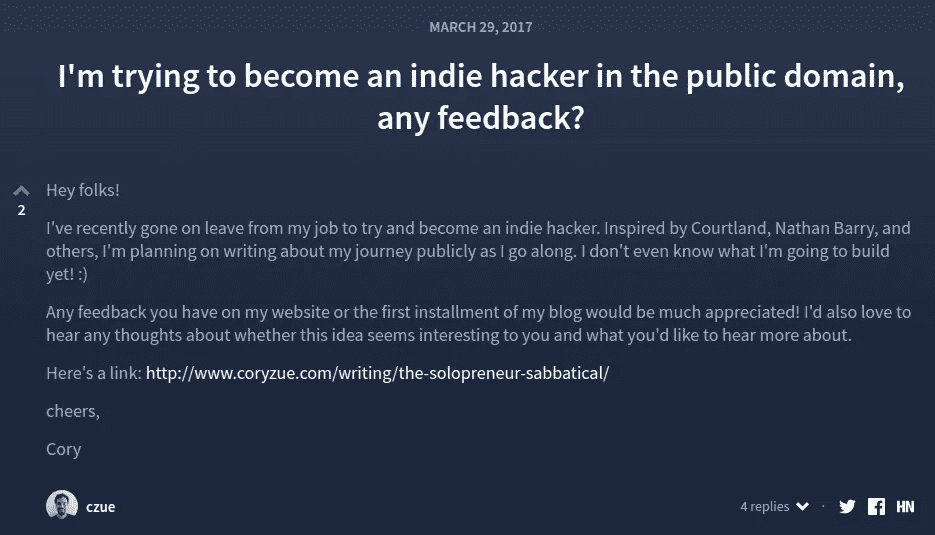 MARCH 29, 2017
I'm trying to become an indie hacker in the public domain,
any feedback?
Hey folks!
2
I've recently gone on leave from my job to try and become an indie hacker. Inspired by Courtland, Nathan Barry, and
others, I'm planning on writing about my journey publicly as I go along. I don't even know what I'm going to build
yet! :)
Any feedback you have on my website or the first installment of my blog would be much appreciated! I'd also love to
hear any thoughts about whether this idea seems interesting to you and what you'd like to hear more about.
Here's a link: http://www.coryzue.com/writing/the-solopreneur-sabbatical/
cheers,
Cory
czue
4 replies · HN